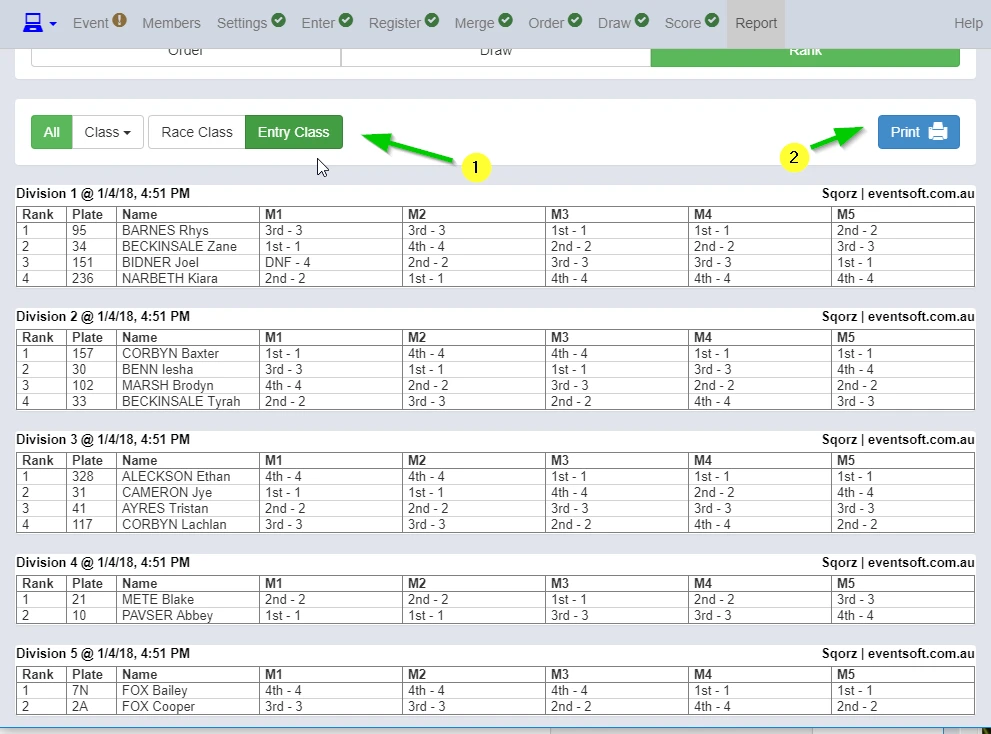 Event Members Settings Enter Register Merge Order Draw Score Report Help
Order Draw Rank
All Class Race Class Entry Class Print
1 2
Division 1 @ 1/4/18, 4:51 PM Sqorz | eventsoft.com.au
Rank Plate Name M1 M2 M3 M4 M5
1 95 BARNES Rhys 3rd - 3 3rd - 3 1st - 1 1st - 1 2nd - 2
2 34 BECKINSALE Zane 1st - 1 4th - 4 2nd - 2 2nd - 2 3rd - 3
3 151 BIDNER Joel DNF - 4 2nd - 2 3rd - 3 3rd - 3 1st - 1
4 236 NARBETH Kiara 2nd - 2 1st - 1 4th - 4 4th - 4 4th - 4
Division 2 @ 1/4/18, 4:51 PM Sqorz | eventsoft.com.au
Rank Plate Name M1 M2 M3 M4 M5
1 157 CORBYN Baxter 1st - 1 4th - 4 4th - 4 1st - 1 1st - 1
2 30 BENN Iesha 3rd - 3 1st - 1 1st - 1 3rd - 3 4th - 4
3 102 MARSH Brodyn 4th - 4 2nd - 2 3rd - 3 2nd - 2 2nd - 2
4 33 BECKINSALE Tyrah 2nd - 2 3rd - 3 2nd - 2 4th - 4 3rd - 3
Division 3 @ 1/4/18, 4:51 PM Sqorz | eventsoft.com.au
Rank Plate Name M1 M2 M3 M4 M5
1 328 ALECKSON Ethan 4th - 4 4th - 4 1st - 1 1st - 1 1st - 1
2 31 CAMERON Jye 1st - 1 1st - 1 4th - 4 2nd - 2 4th - 4
3 41 AYRES Tristan 2nd - 2 2nd - 2 3rd - 3 3rd - 3 3rd - 3
4 117 CORBYN Lachlan 3rd - 3 3rd - 3 2nd - 2 4th - 4 2nd - 2
Division 4 @ 1/4/18, 4:51 PM Sqorz | eventsoft.com.au
Rank Plate Name M1 M2 M3 M4 M5
1 21 METE Blake 2nd - 2 2nd - 2 1st - 1 2nd - 2 3rd - 3
2 10 PAVSER Abbey 1st - 1 1st - 1 3rd - 3 3rd - 3 4th - 4
Division 5 @ 1/4/18, 4:51 PM Sqorz | eventsoft.com.au
Rank Plate Name M1 M2 M3 M4 M5
1 7N FOX Bailey 4th - 4 4th - 4 4th - 4 1st - 1 1st - 1
2 2A FOX Cooper 3rd - 3 3rd - 3 2nd - 2 4th - 4 2nd - 2